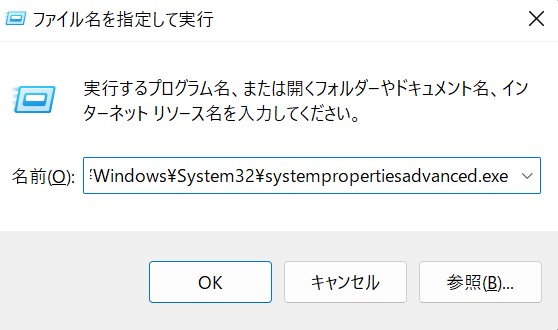 ファイル名を指定して実行
実行するプログラム名、または開くフォルダーやドキュメント名、イン
ターネット リソース名を入力してください。
名前(O): ¥Windows¥System32¥systempropertiesadvanced.exe
OK キャンセル 参照(B)...